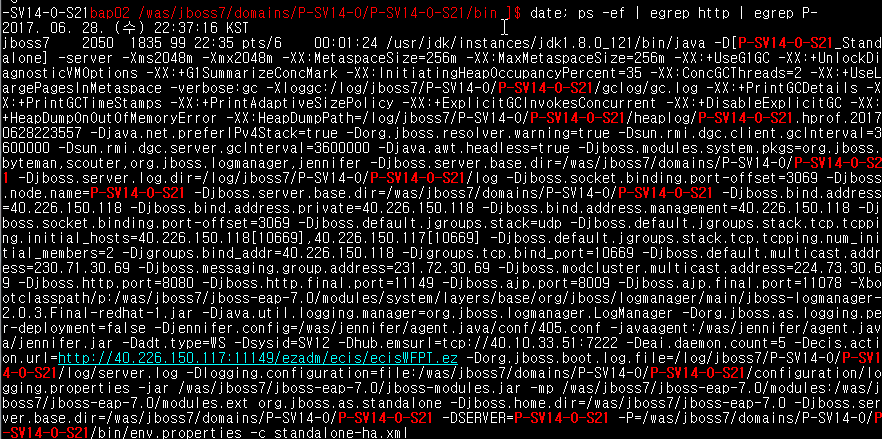 -SV14-0-S21bap02 /was/jboss7/domains/P-SV14-0/P-SV14-0-S21/bin ]$ date; ps -ef | egrep http | egrep P-
2017. 06. 28. (수) 22:37:16 KST
jboss7    2050  1835 99 22:35 pts/6    00:01:24 /usr/jdk/instances/jdk1.8.0_121/bin/java -D[P-SV14-0-S21_Stand
alone] -server -Xms2048m -Xmx2048m -XX:MetaspaceSize=256m -XX:MaxMetaspaceSize=256m -XX:+UseG1GC -XX:+UnlockDi
agnosticVMOptions -XX:+G1SummarizeConcMark -XX:InitiatingHeapOccupancyPercent=35 -XX:ConcGCThreads=2 -XX:+UseL
argePagesInMetaspace -verbose:gc -Xloggc:/log/jboss7/P-SV14-0/P-SV14-0-S21/gclog/gc.log -XX:+PrintGCDetails -X
X:+PrintGCTimeStamps -XX:+PrintAdaptiveSizePolicy -XX:+ExplicitGCInvokesConcurrent -XX:+DisableExplicitGC -XX:
+HeapDumpOnOutOfMemoryError -XX:HeapDumpPath=/log/jboss7/P-SV14-0/P-SV14-0-S21/heaplog/P-SV14-0-S21.hprof.2017
0628223557 -Djava.net.preferIPv4Stack=true -Dorg.jboss.resolver.warning=true -Dsun.rmi.dgc.client.gcInterval=3
600000 -Dsun.rmi.dgc.server.gcInterval=3600000 -Djava.awt.headless=true -Djboss.modules.system.pkgs=org.jboss.
byteman,scouter,org.jboss.logmanager,jennifer -Djboss.server.base.dir=/was/jboss7/domains/P-SV14-0/P-SV14-0-S2
1 -Djboss.server.log.dir=/log/jboss7/P-SV14-0/P-SV14-0-S21/log -Djboss.socket.binding.port-offset=3069 -Djboss
.node.name=P-SV14-0-S21 -Djboss.server.base.dir=/was/jboss7/domains/P-SV14-0/P-SV14-0-S21 -Djboss.bind.address
=40.226.150.118 -Djboss.bind.address.private=40.226.150.118 -Djboss.bind.address.management=40.226.150.118 -Dj
boss.socket.binding.port-offset=3069 -Djboss.default.jgroups.stack=udp -Djboss.default.jgroups.stack.tcp.tcppi
ng.initial_hosts=40.226.150.118[10669],40.226.150.117[10669] -Djboss.default.jgroups.stack.tcp.tcpping.num_ini
tial_members=2 -Djgroups.bind_addr=40.226.150.118 -Djgroups.tcp.bind_port=10669 -Djboss.default.multicast.addr
ess=230.71.30.69 -Djboss.messaging.group.address=231.72.30.69 -Djboss.modcluster.multicast.address=224.73.30.6
9 -Djboss.http.port=8080 -Djboss.http.final.port=11149 -Djboss.ajp.port=8009 -Djboss.ajp.final.port=11078 -Xbo
otclasspath/p:/was/jboss7/jboss-eap-7.0/modules/system/layers/base/org/jboss/logmanager/main/jboss-logmanager-
2.0.3.Final-redhat-1.jar -Djava.util.logging.manager=org.jboss.logmanager.LogManager -Dorg.jboss.as.logging.pe
r-deployment=false -Djennifer.config=/was/jennifer/agent.java/conf/405.conf -javaagent:/was/jennifer/agent.jav
a/jennifer.jar -Dadt.type=WS -Dsysid=SV12 -Dhub.emsurl=tcp://40.10.33.51:7222 -Deai.daemon.count=5 -Decis.acti
on.url=http://40.226.150.117:11149/ezadm/ecis/ecisWFPT.ez -Dorg.jboss.boot.log.file=/log/jboss7/P-SV14-0/P-SV1
4-0-S21/log/server.log -Dlogging.configuration=file:/was/jboss7/domains/P-SV14-0/P-SV14-0-S21/configuration/lo
gging.properties -jar /was/jboss7/jboss-eap-7.0/jboss-modules.jar -mp /was/jboss7/jboss-eap-7.0/modules:/was/j
boss7/jboss-eap-7.0/modules.ext org.jboss.as.standalone -Djboss.home.dir=/was/jboss7/jboss-eap-7.0 -Djboss.ser
ver.base.dir=/was/jboss7/domains/P-SV14-0/P-SV14-0-S21 -DSERVER=P-SV14-0-S21 -P=/was/jboss7/domains/P-SV14-0/P
-SV14-0-S21/bin/env.properties -c standalone-ha.xml